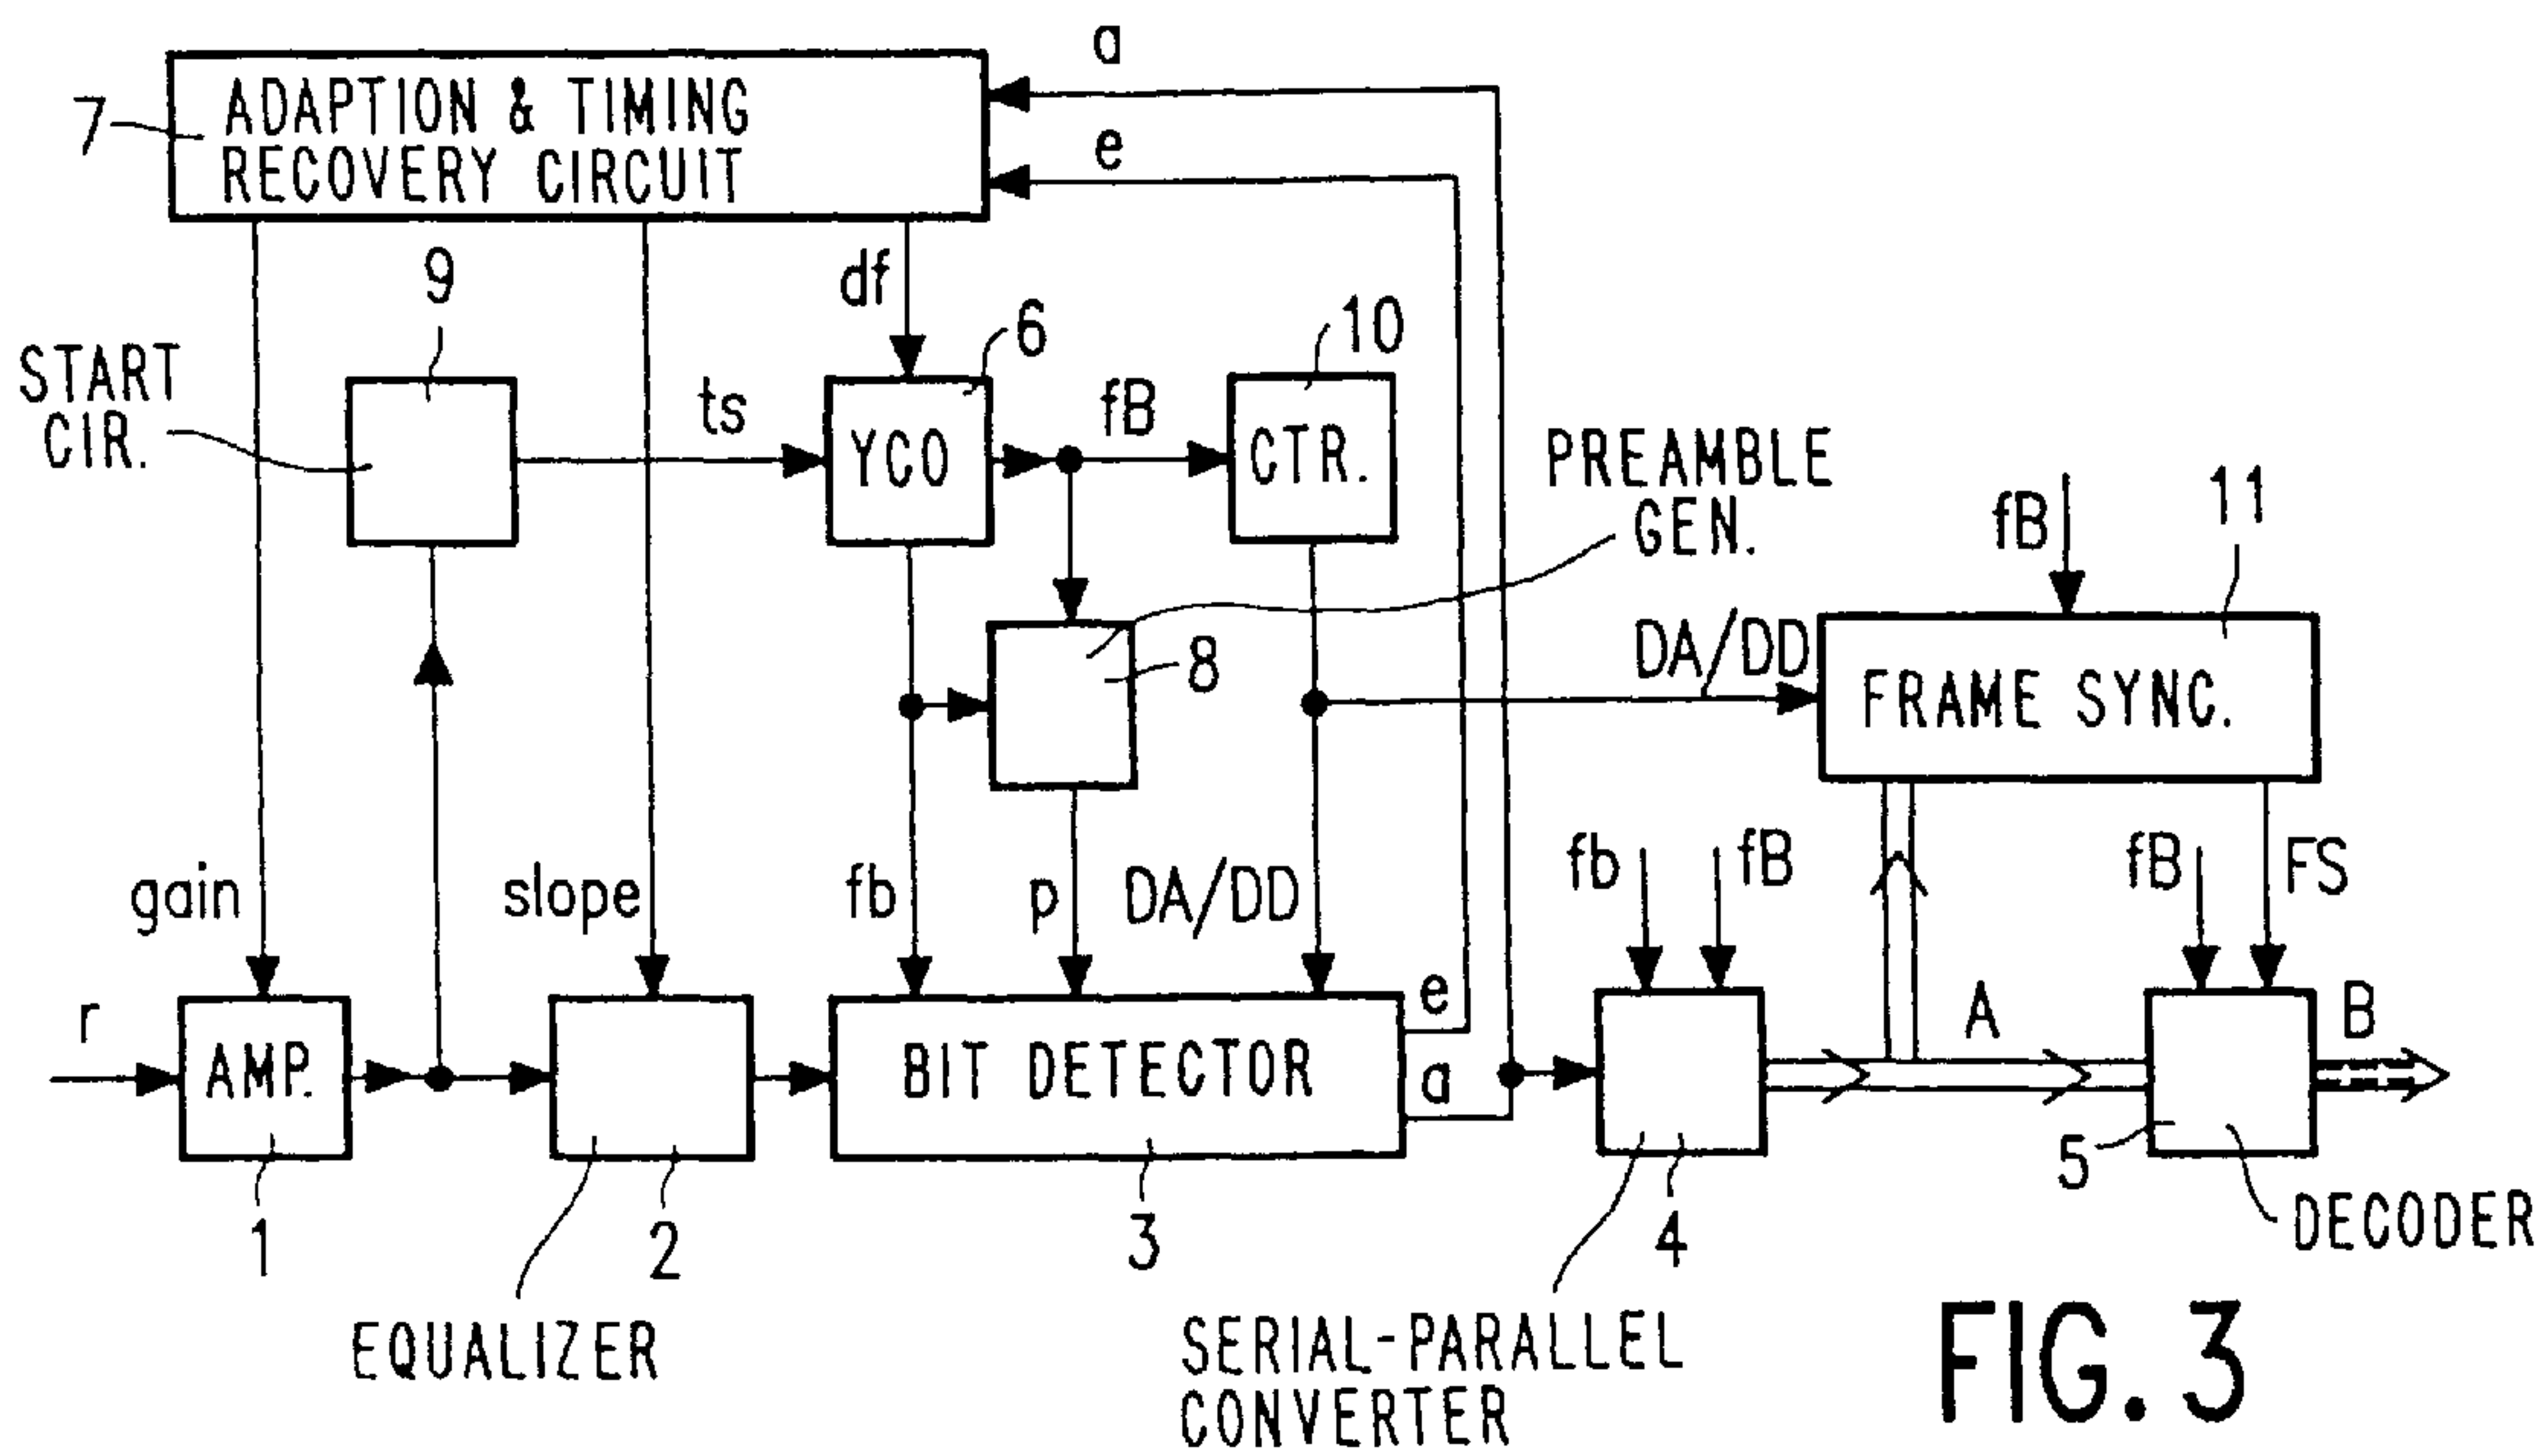 a
7
ADAPTION & TIMING
RECOVERY CIRCUIT
e
9
df
6
10
START
CIR.
ts
YCO
fB
CTR.
PREAMBLE
GEN.
fB
11
8
DA/DD
FRAME SYNC.
gain
slope
fb
p
DA/DD
fb
fB
fB
FS
r
AMP.
BIT DETECTOR
e
a
A
B
1
2
3
4
5
DECODER
EQUALIZER
SERIAL-PARALLEL
CONVERTER
FIG. 3